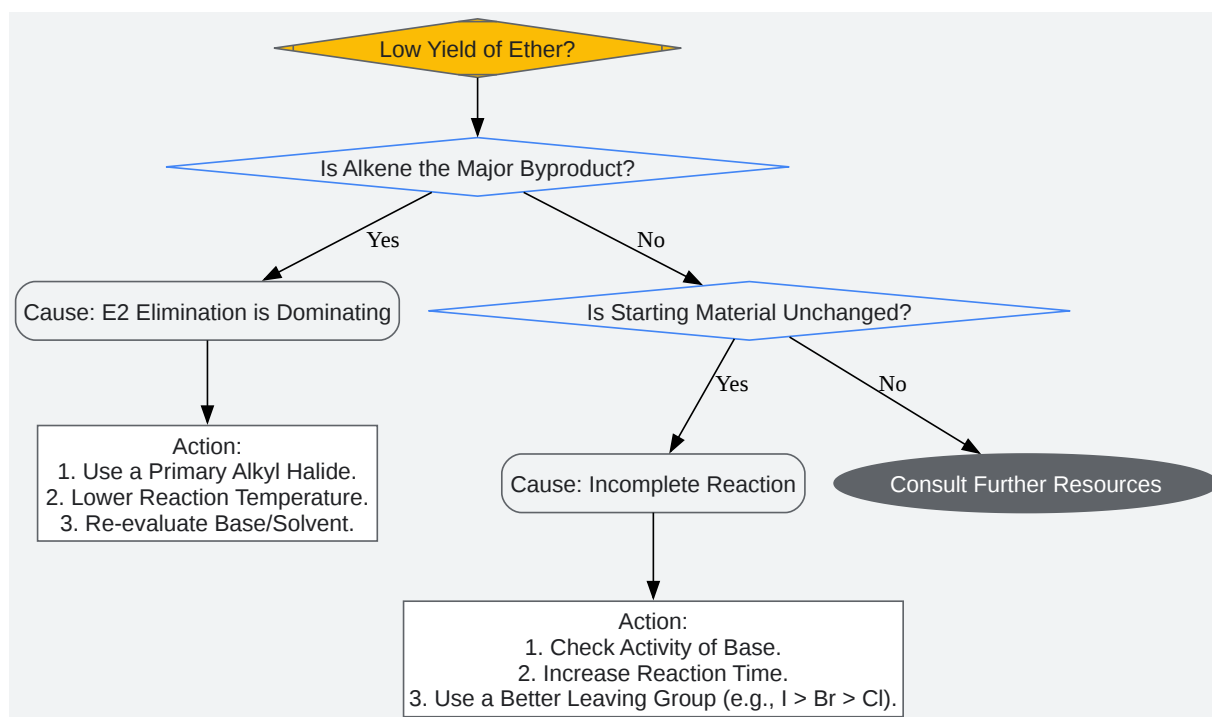 Low Yield of Ether?
Is Alkene the Major Byproduct?
Yes
No
Cause: E2 Elimination is Dominating
Is Starting Material Unchanged?
Yes
No
Action:
1. Use a Primary Alkyl Halide.
2. Lower Reaction Temperature.
3. Re-evaluate Base/Solvent.
Cause: Incomplete Reaction
Consult Further Resources
Action:
1. Check Activity of Base.
2. Increase Reaction Time.
3. Use a Better Leaving Group (e.g., I > Br > Cl).